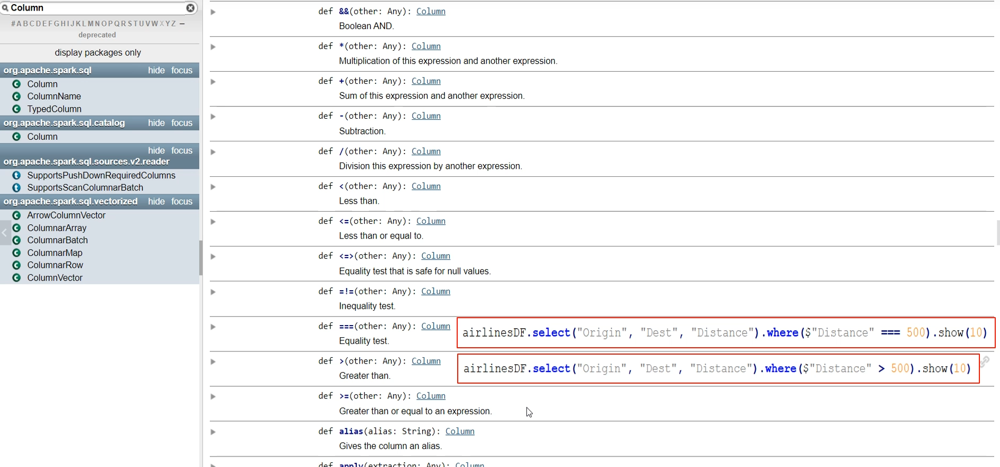 Column
#ABCDEFGHIJKLMNOPQRSTUVWXYZ –
deprecated
display packages only
org.apache.spark.sql hide focus
Column
ColumnName
TypedColumn
org.apache.spark.sql.catalog hide focus
Column
hide focus
org.apache.spark.sql.sources.v2.reader
SupportsPushDownRequiredColumns
SupportsScanColumnarBatch
org.apache.spark.sql.vectorized hide focus
ArrowColumnVector
ColumnarArray
ColumnarBatch
ColumnarMap
ColumnarRow
ColumnVector
def &&(other: Any): Column
Boolean AND.
def *(other: Any): Column
Multiplication of this expression and another expression.
def +(other: Any): Column
Sum of this expression and another expression.
def -(other: Any): Column
Subtraction.
def /(other: Any): Column
Division this expression by another expression.
def <(other: Any): Column
Less than.
def <=(other: Any): Column
Less than or equal to.
def <=>(other: Any): Column
Equality test that is safe for null values.
def =!=(other: Any): Column
Inequality test.
def ===(other: Any): Column
Equality test.
airlinesDF.select("Origin", "Dest", "Distance").where($"Distance" === 500).show(10)
def >(other: Any): Column
Greater than.
airlinesDF.select("Origin", "Dest", "Distance").where($"Distance" > 500).show(10)
def >=(other: Any): Column
Greater than or equal to an expression.
def alias(alias: String): Column
Gives the column an alias.
def apply(extraction: Any): Column